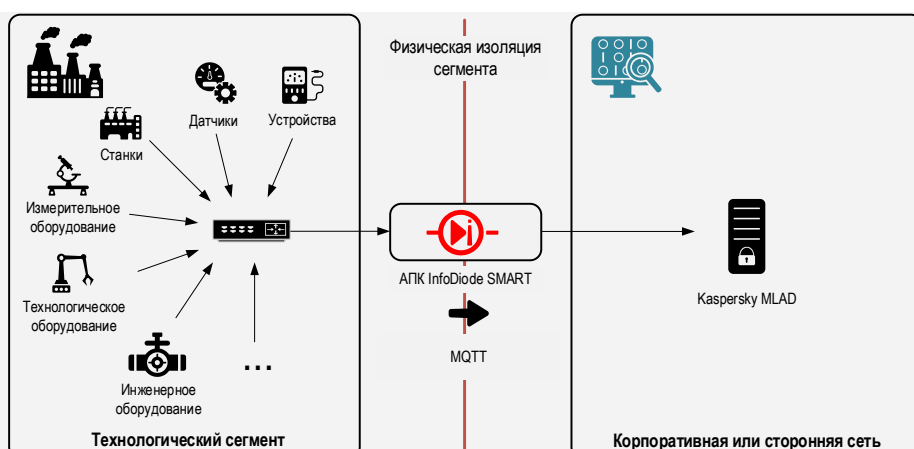 Физическая изоляция
сегмента
Датчики
Устройства
Станки
Измерительное
оборудование
Технологическое
оборудование
Инженерное
оборудование
...
Технологический сегмент
АПК InfoDiode SMART
MQTT
Kaspersky MLAD
Корпоративная или сторонняя сеть